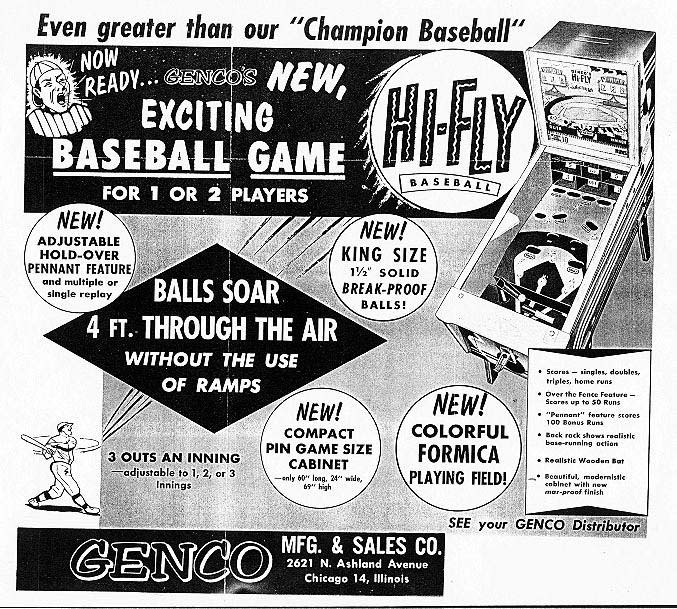 Even greater than our "Champion Baseball"
NOW
READY... GENCO'S NEW,
EXCITING
BASEBALL GAME
FOR 1 OR 2 PLAYERS
HI-FLY
BASEBALL
NEW!
ADJUSTABLE
HOLD-OVER
PENNANT FEATURE
and multiple or
single replay
NEW!
KING SIZE
1½" SOLID
BREAK-PROOF
BALLS!
BALLS SOAR
4 FT. THROUGH THE AIR
WITHOUT THE USE
OF RAMPS
3 OUTS AN INNING
—adjustable to 1, 2, or 3
Innings
NEW!
COMPACT
PIN GAME SIZE
CABINET
—only 60" long, 24" wide,
69" high
NEW!
COLORFUL
FORMICA
PLAYING FIELD!
• Scores — singles, doubles,
triples, home runs
• Over the Fence Feature —
Scores up to 50 Runs
• "Pennant" feature scores
100 Bonus Runs
• Back rack shows realistic
base-running action
• Realistic Wooden Bat
• Beautiful, modernistic
cabinet with new
mar-proof finish
SEE your GENCO Distributor
GENCO MFG. & SALES CO.
2621 N. Ashland Avenue
Chicago 14, Illinois
HI-FLY